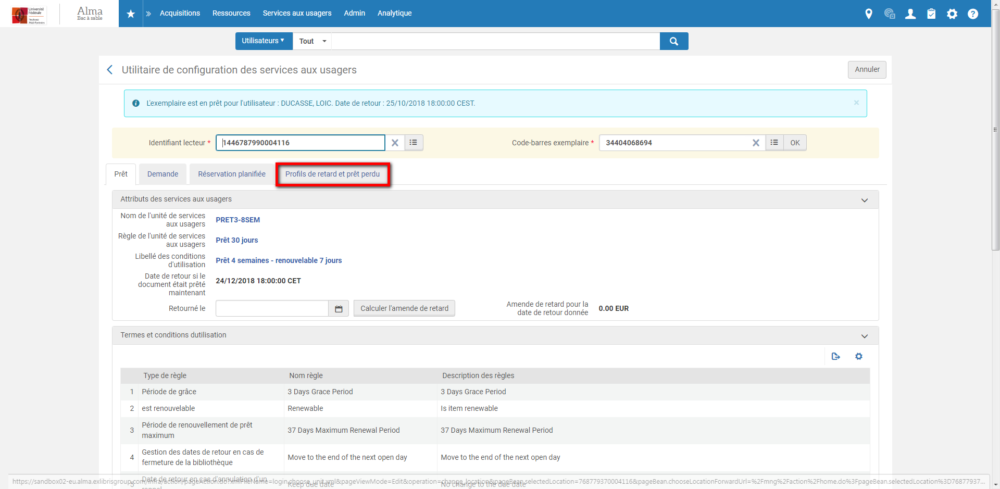 Université
Fédérale
Toulouse
Midi-Pyrénées
Alma
Bac à sable
Acquisitions
Ressources
Services aux usagers
Admin
Analytique
Utilisateurs
Tout
Utilitaire de configuration des services aux usagers
Annuler
L'exemplaire est en prêt pour l'utilisateur : DUCASSE, LOIC. Date de retour : 25/10/2018 18:00:00 CEST.
Identifiant lecteur *
1446787990004116
Code-barres exemplaire *
34404068694
OK
Prêt
Demande
Réservation planifiée
Profils de retard et prêt perdu
Attributs des services aux usagers
Nom de l'unité de services
aux usagers
PRET3-8SEM
Règle de l'unité de services
aux usagers
Prêt 30 jours
Libellé des conditions
d'utilisation
Prêt 4 semaines - renouvelable 7 jours
Date de retour si le
document était prêté
maintenant
24/12/2018 18:00:00 CET
Retourné le
Calculer l'amende de retard
Amende de retard pour la
date de retour donnée
0.00 EUR
Termes et conditions dutilisation
Type de règle
Nom règle
Description des règles
1 Période de grâce
3 Days Grace Period
3 Days Grace Period
2 est renouvelable
Renewable
Is item renewable
3 Période de renouvellement de prêt
maximum
37 Days Maximum Renewal Period
37 Days Maximum Renewal Period
4 Gestion des dates de retour en cas de
fermeture de la bibliothèque
Move to the end of the next open day
Move to the end of the next open day
5 Date de retour en cas d'annulation d'un
rappel
Keep due date
No change to the due date
https://sandbox02-eu.alma.exlibrisgroup.com/infra/action/pageAction.do?xmlFileName=login.choose_unit.xml&pageViewMode=Edit&operation=change_location&pageBean.selectedLocation=768779370004116&pageBean.chooseLocationForwardUrl=%2Fmng%2Faction%2Fhome.do%3FpageBean.selectedLocation%3D76877937...